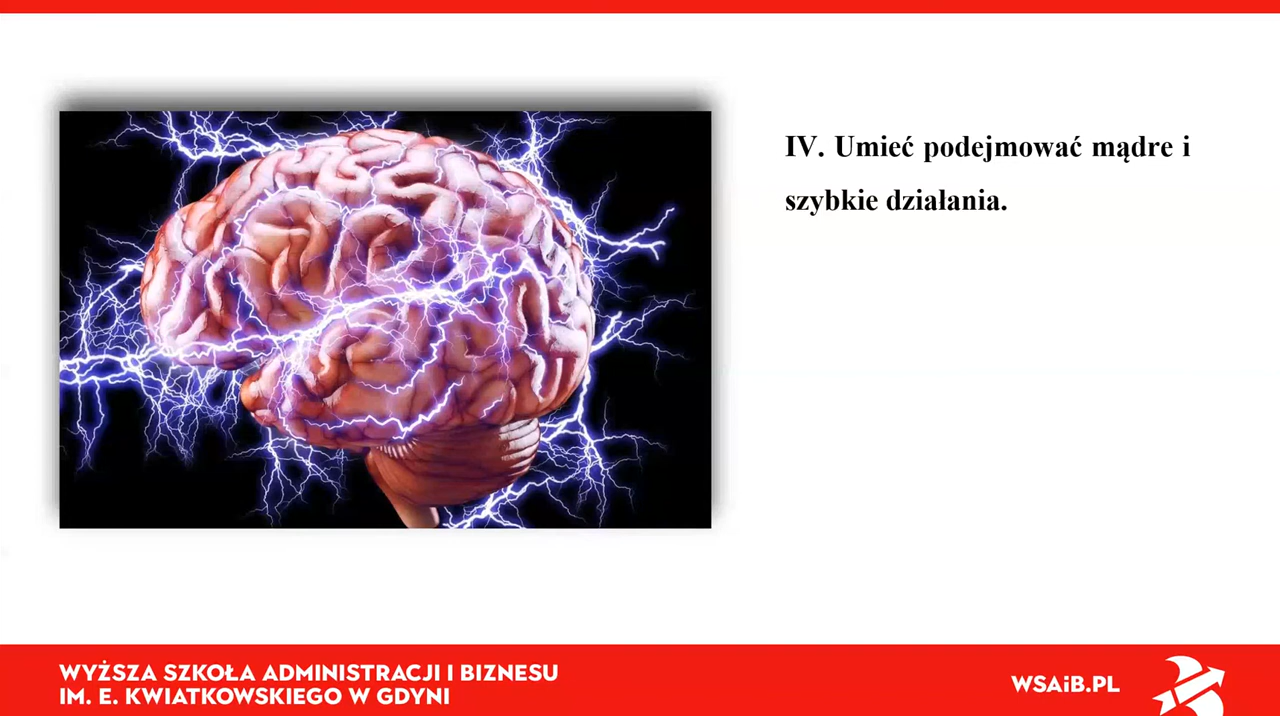 IV. Umieć podejmować mądre i
szybkie działania.
WYŻSZA SZKOŁA ADMINISTRACJI I BIZNESU
IM. E. KWIATKOWSKIEGO W GDYNI
WSAiB.PL